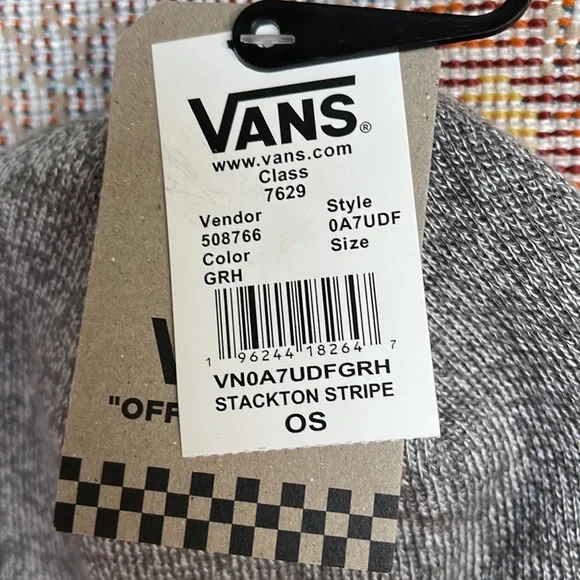 VANS®
www.vans.com
Class
7629
Vendor Style
508766 0A7UDF
Color Size
GRH
1 96244 18264 7
VN0A7UDFGRH
STACKTON STRIPE
OS
V
"OFF